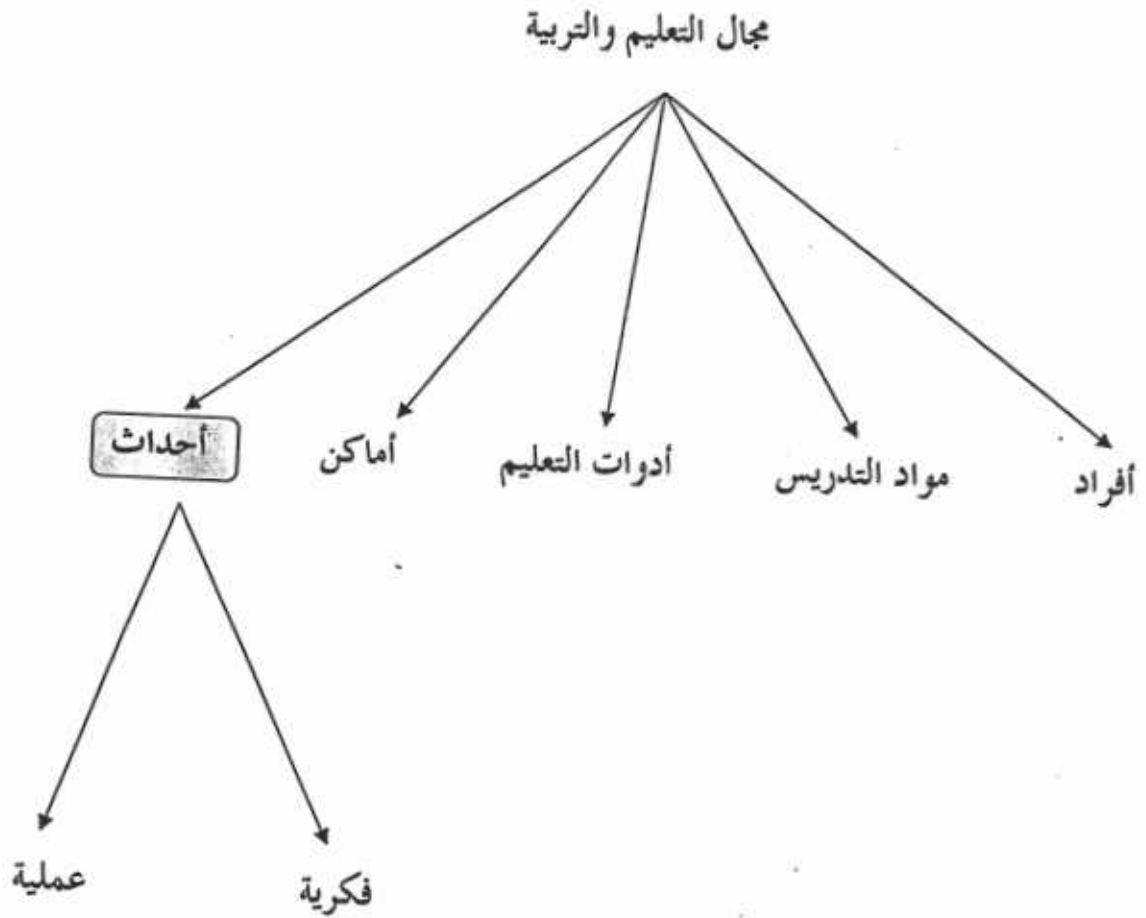 مجال التعليم والتربية
أفراد
مواد التدريس
أدوات التعليم
أماكن
أحداث
فكرية
عملية